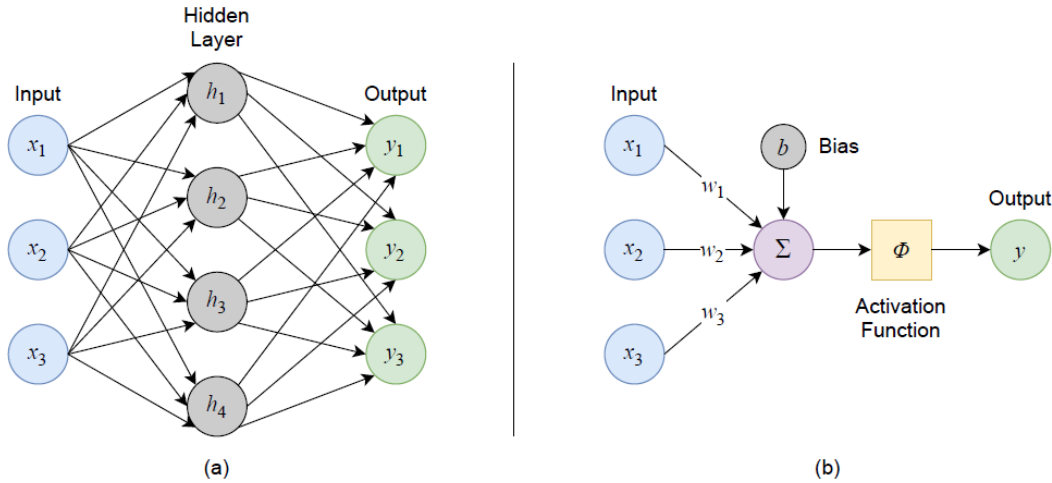 Hidden
Layer
Input
Output
x₁
x₂
x₃
h₁
h₂
h₃
h₄
y₁
y₂
y₃
(a)
Input
x₁
x₂
x₃
w₁
w₂
w₃
b
Bias
Σ
Φ
Activation
Function
Output
y
(b)